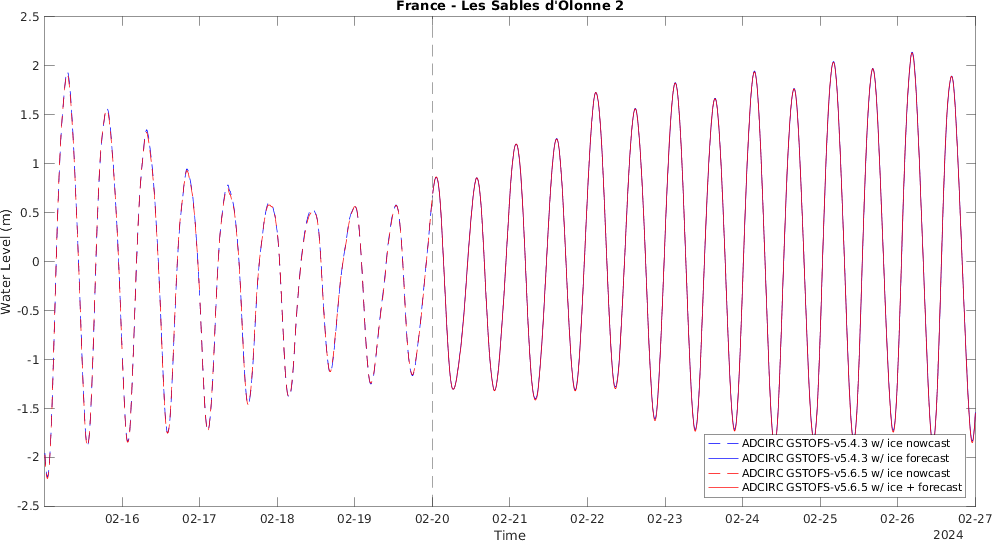 France - Les Sables d'Olonne 2
2.5
2
1.5
1
0.5
0
-0.5
-1
-1.5
-2
-2.5
Water Level (m)
ADCIRC GSTOFS-v5.4.3 w/ ice nowcast
ADCIRC GSTOFS-v5.4.3 w/ ice forecast
ADCIRC GSTOFS-v5.6.5 w/ ice nowcast
ADCIRC GSTOFS-v5.6.5 w/ ice + forecast
02-16 02-17 02-18 02-19 02-20 02-21 02-22 02-23 02-24 02-25 02-26 02-27
Time
2024